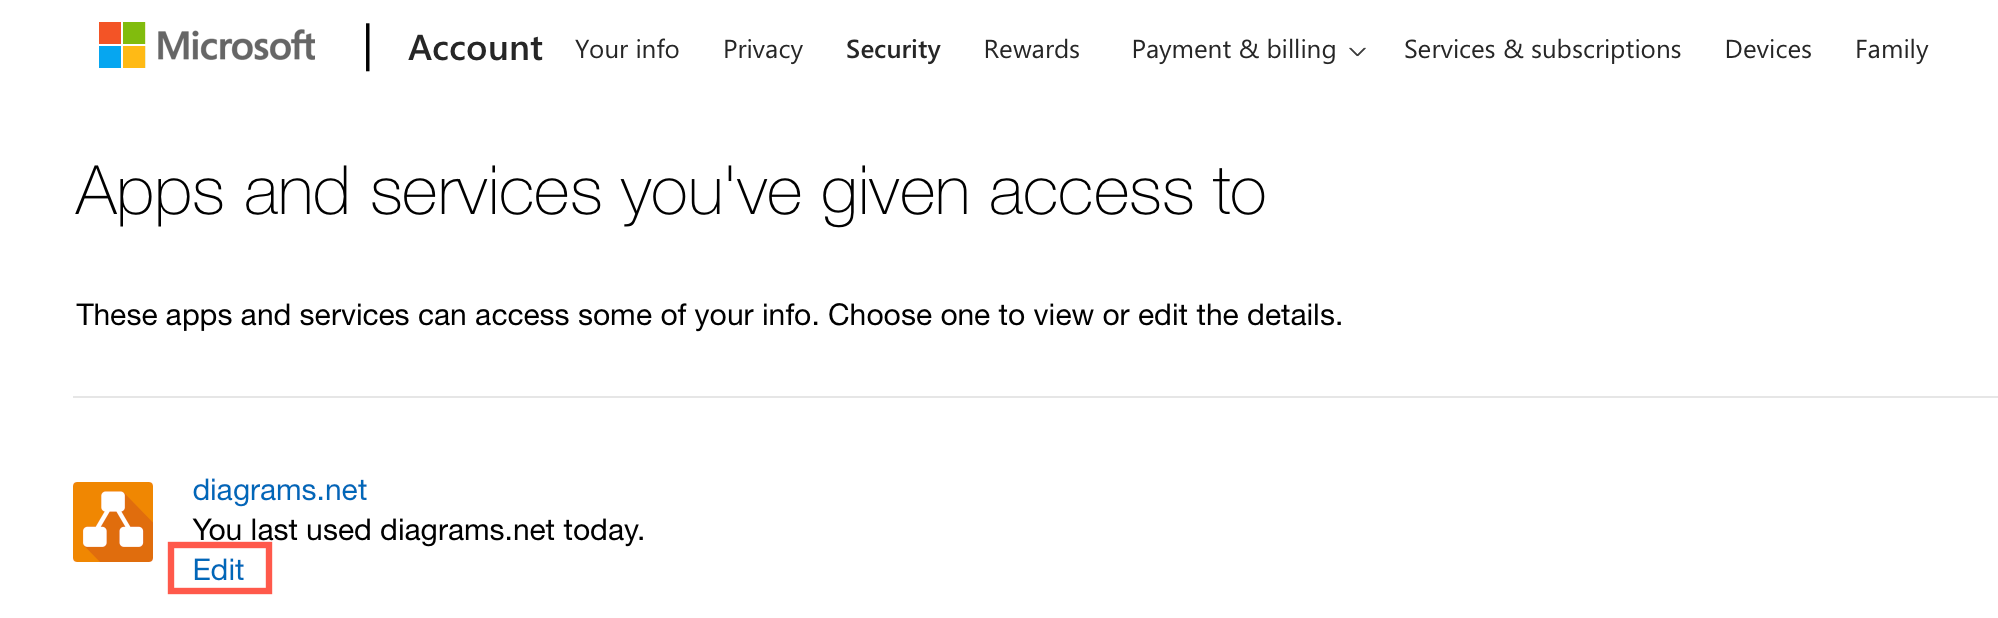 Microsoft | Account Your info Privacy Security Rewards Payment & billing Services & subscriptions Devices Family
Apps and services you've given access to
These apps and services can access some of your info. Choose one to view or edit the details.
diagrams.net
You last used diagrams.net today.
Edit